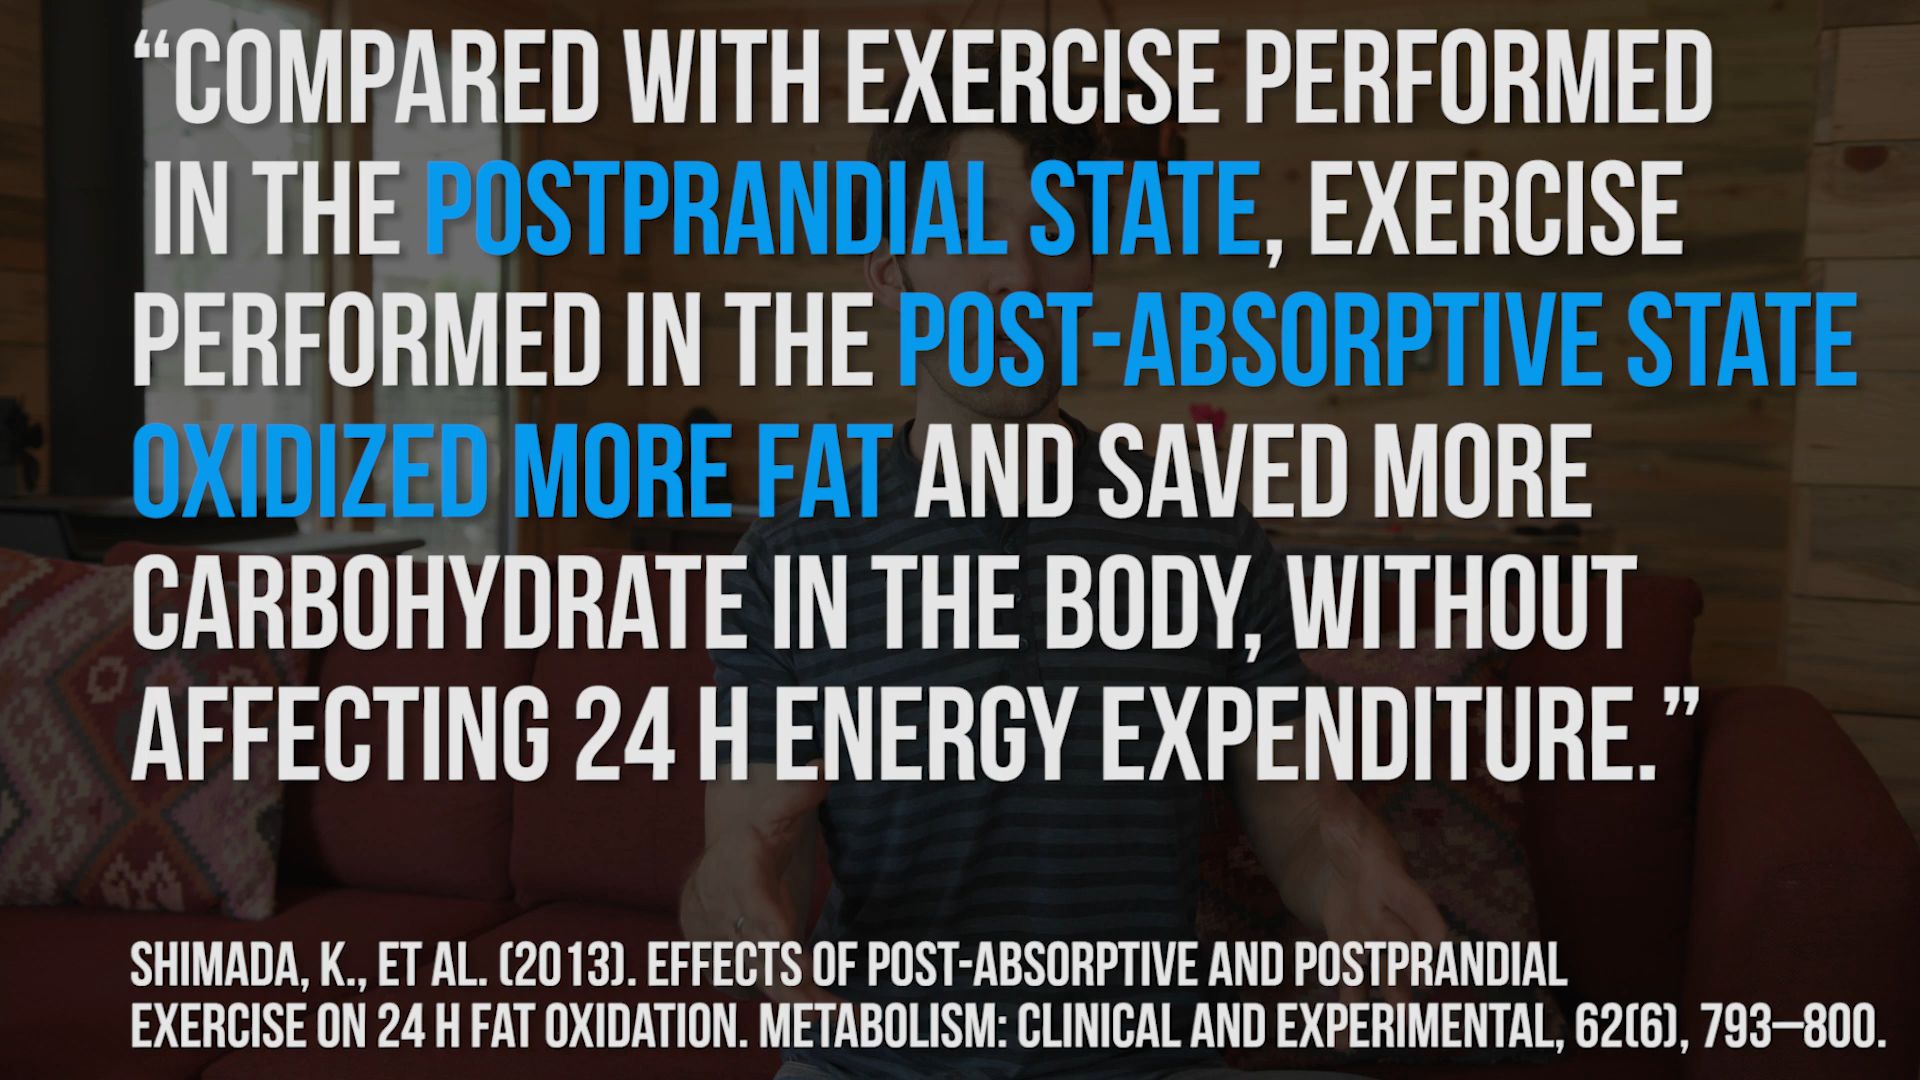 “COMPARED WITH EXERCISE PERFORMED
IN THE POSTPRANDIAL STATE, EXERCISE
PERFORMED IN THE POST-ABSORPTIVE STATE
OXIDIZED MORE FAT AND SAVED MORE
CARBOHYDRATE IN THE BODY, WITHOUT
AFFECTING 24 H ENERGY EXPENDITURE.”
SHIMADA, K., ET AL. (2013). EFFECTS OF POST-ABSORPTIVE AND POSTPRANDIAL
EXERCISE ON 24 H FAT OXIDATION. METABOLISM: CLINICAL AND EXPERIMENTAL, 62(6), 793–800.